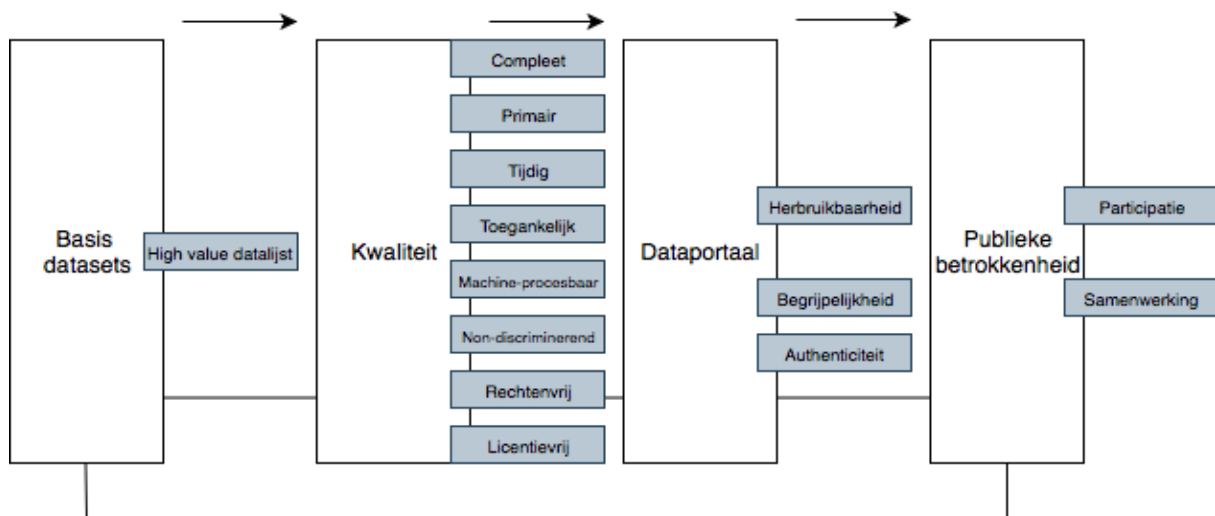 Basis
datasets
High value datalijst
Kwaliteit
Compleet
Primair
Tijdig
Toegankelijk
Machine-procesbaar
Non-discriminerend
Rechtenvrij
Licentievrij
Dataportaal
Herbruikbaarheid
Begrijpelijkheid
Authenticiteit
Publieke
betrokkenheid
Participatie
Samenwerking